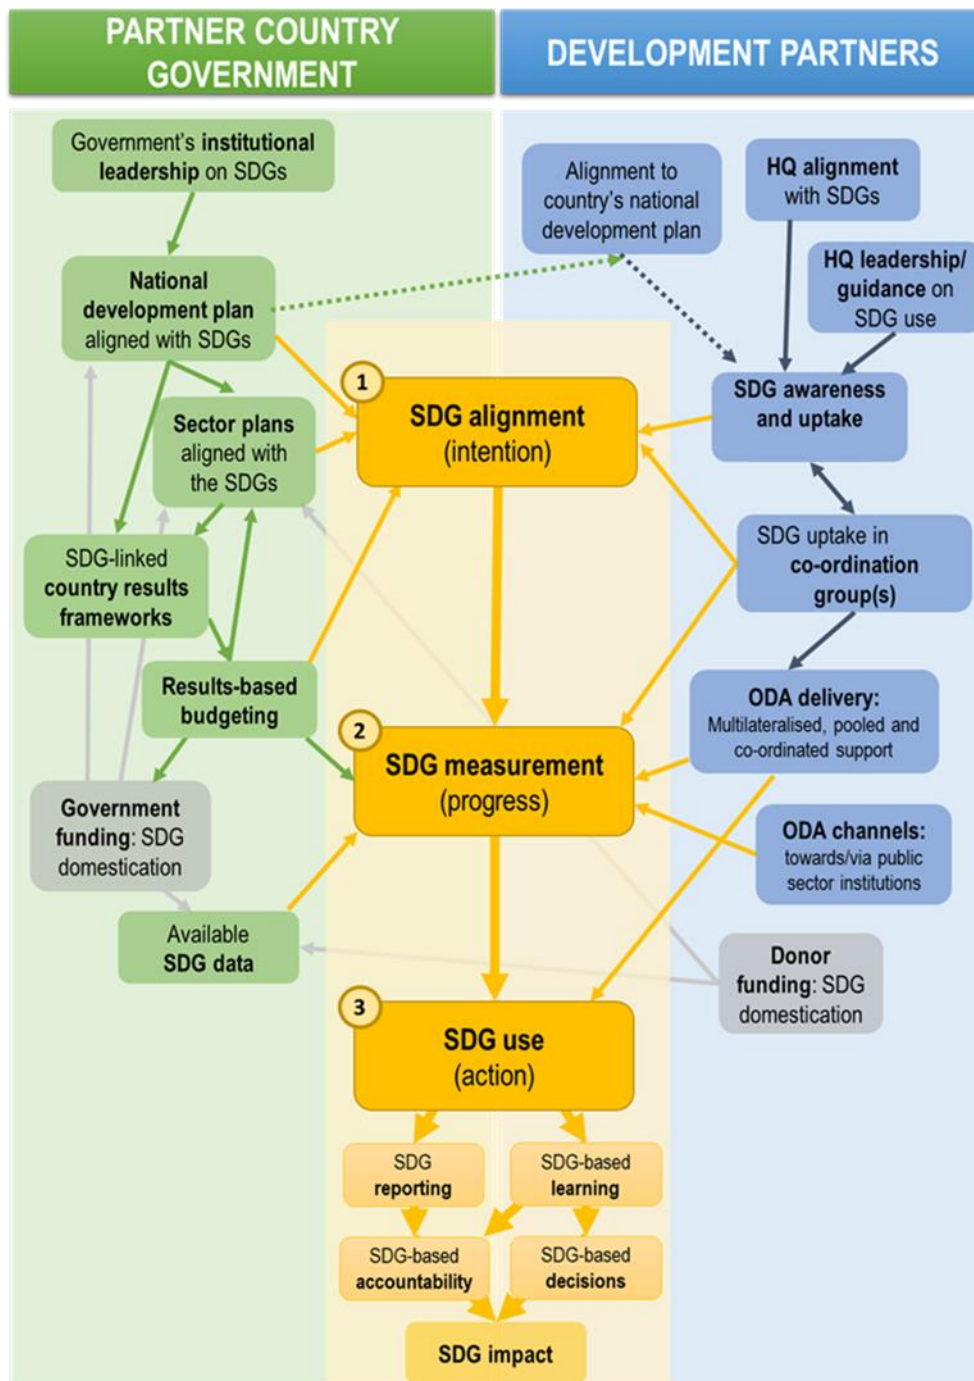 PARTNER COUNTRY
GOVERNMENT
DEVELOPMENT PARTNERS
Government's institutional
leadership on SDGs
National
development plan
aligned with SDGs
Sector plans
aligned with
the SDGs
SDG-linked
country results
frameworks
Results-based
budgeting
Government
funding: SDG
domestication
Available
SDG data
Alignment to
country's national
development plan
HQ alignment
with SDGs
HQ leadership/
guidance on
SDG use
SDG awareness
and uptake
SDG uptake in
co-ordination
group(s)
ODA delivery:
Multilateralised, pooled and
co-ordinated support
ODA channels:
towards/via public
sector institutions
Donor
funding: SDG
domestication
1
SDG alignment
(intention)
2
SDG measurement
(progress)
3
SDG use
(action)
SDG
reporting
SDG-based
learning
SDG-based
accountability
SDG-based
decisions
SDG impact